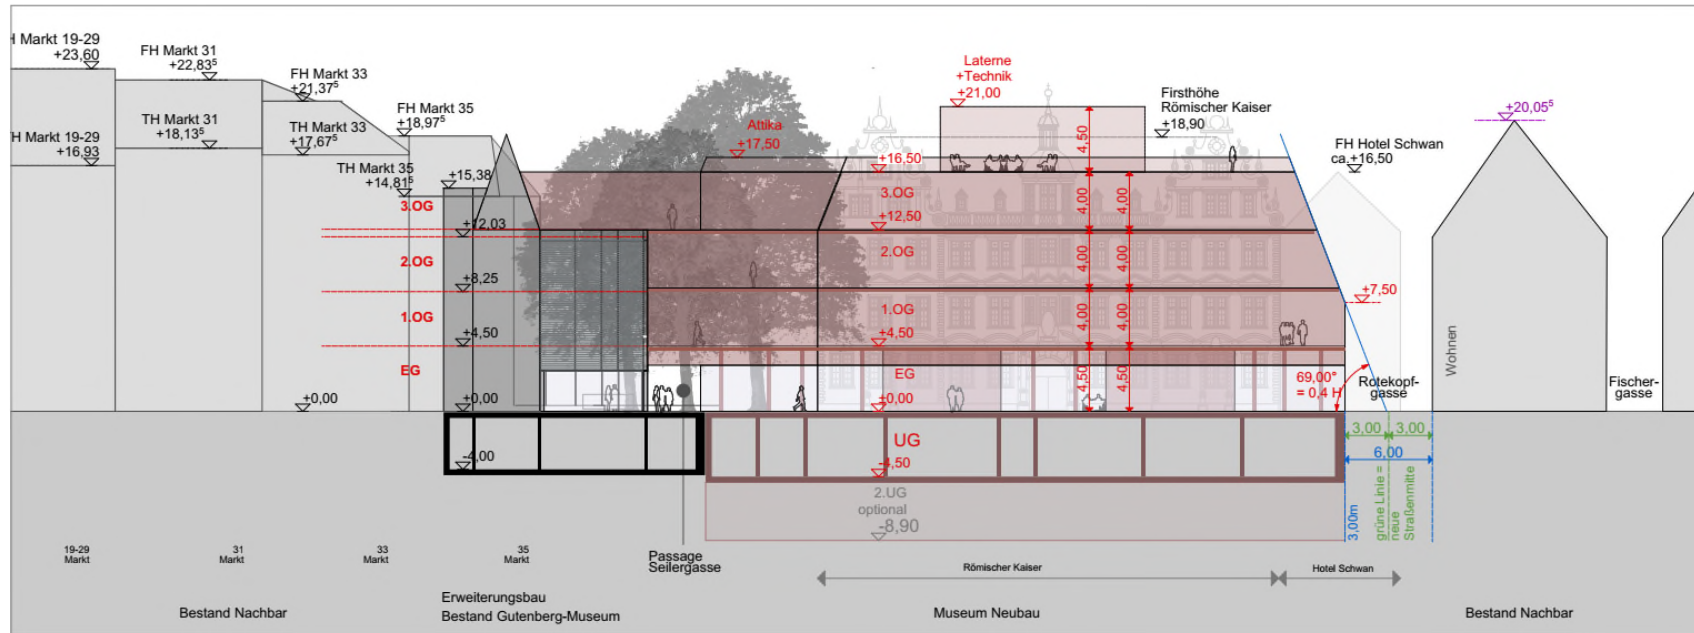 H Markt 19-29
+23,60
FH Markt 31
+22,83⁵
FH Markt 33
+21,37⁵
FH Markt 35
+18,97⁵
TH Markt 19-29
+16,93
TH Markt 31
+18,13⁵
TH Markt 33
+17,67⁵
TH Markt 35
+14,81⁵
+15,38
3.OG
+12,03
2.OG
+8,25
1.OG
+4,50
EG
+0,00
+0,00
-4,00
Attika
+17,50
Laterne
+Technik
+21,00
Firsthöhe
Römischer Kaiser
+18,90
+16,50
3.OG
+12,50
2.OG
1.OG
+4,50
EG
+0,00
UG
-4,50
2.UG
optional
-8,90
4,50
4,00
4,00
4,00
4,00
4,00
4,00
4,50
4,50
FH Hotel Schwan
ca.+16,50
+20,05⁵
+7,50
69,00°
= 0,4 H
Rotekopf-
gasse
Wohnen
Fischer-
gasse
3,00
3,00
6,00
3,00m
grüne Linie =
neue
Straßenmitte
19-29
Markt
31
Markt
33
Markt
35
Markt
Passage
Seilergasse
Römischer Kaiser
Hotel Schwan
Bestand Nachbar
Erweiterungsbau
Bestand Gutenberg-Museum
Museum Neubau
Bestand Nachbar